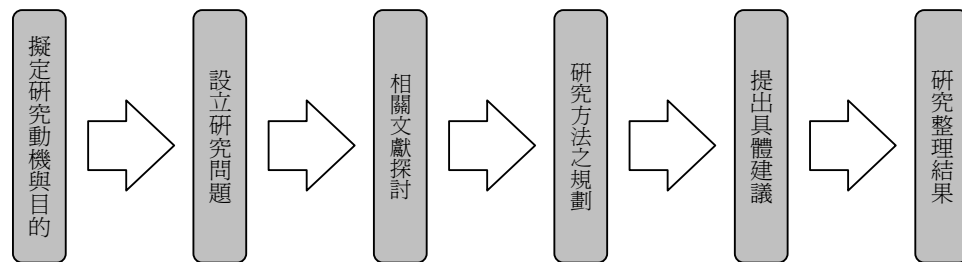 擬定研究動機與目的
設立研究問題
相關文獻探討
研究方法之規劃
提出具體建議
研究整理結果